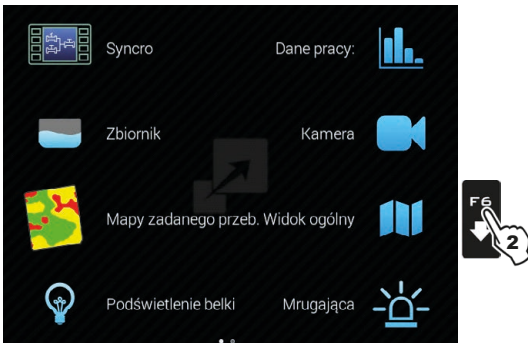 Syncro Dane pracy:
Zbiornik Kamera
Mapy zadanego przeb. Widok ogólny
F6
2
Podświetlenie belki Mrugająca